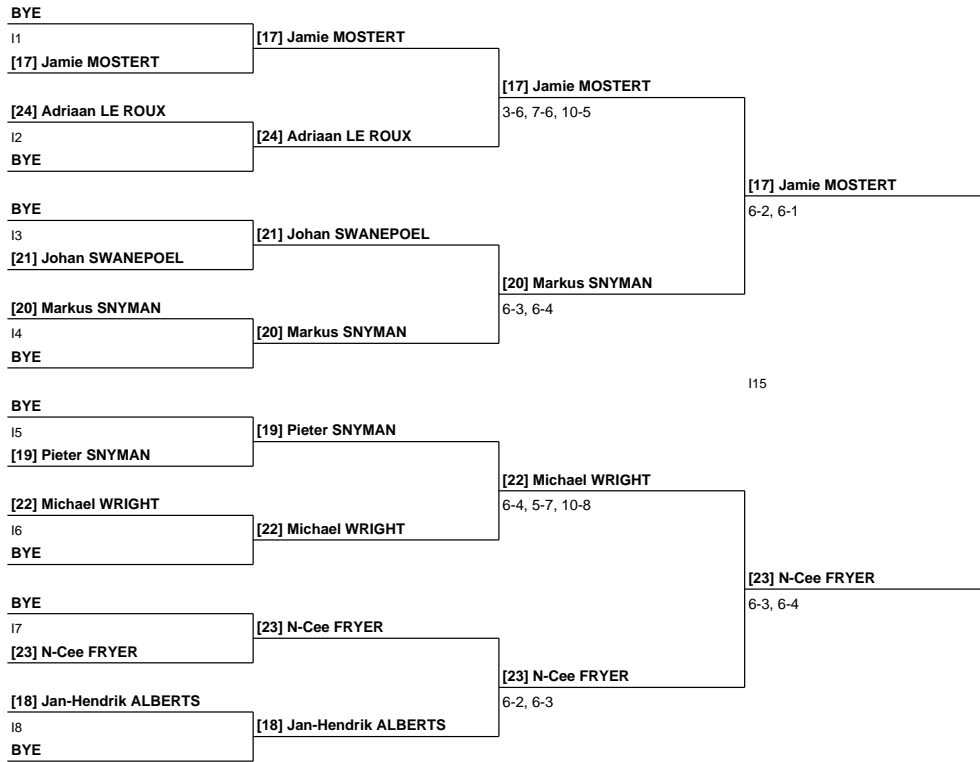 BYE
I1
[17] Jamie MOSTERT
[17] Jamie MOSTERT
[24] Adriaan LE ROUX
I2
BYE
[24] Adriaan LE ROUX
[17] Jamie MOSTERT
3-6, 7-6, 10-5
BYE
I3
[21] Johan SWANEPOEL
[21] Johan SWANEPOEL
[20] Markus SNYMAN
I4
BYE
[20] Markus SNYMAN
[20] Markus SNYMAN
6-3, 6-4
[17] Jamie MOSTERT
6-2, 6-1
I15
BYE
I5
[19] Pieter SNYMAN
[19] Pieter SNYMAN
[22] Michael WRIGHT
I6
BYE
[22] Michael WRIGHT
[22] Michael WRIGHT
6-4, 5-7, 10-8
BYE
I7
[23] N-Cee FRYER
[23] N-Cee FRYER
[18] Jan-Hendrik ALBERTS
I8
BYE
[18] Jan-Hendrik ALBERTS
[23] N-Cee FRYER
6-2, 6-3
[23] N-Cee FRYER
6-3, 6-4